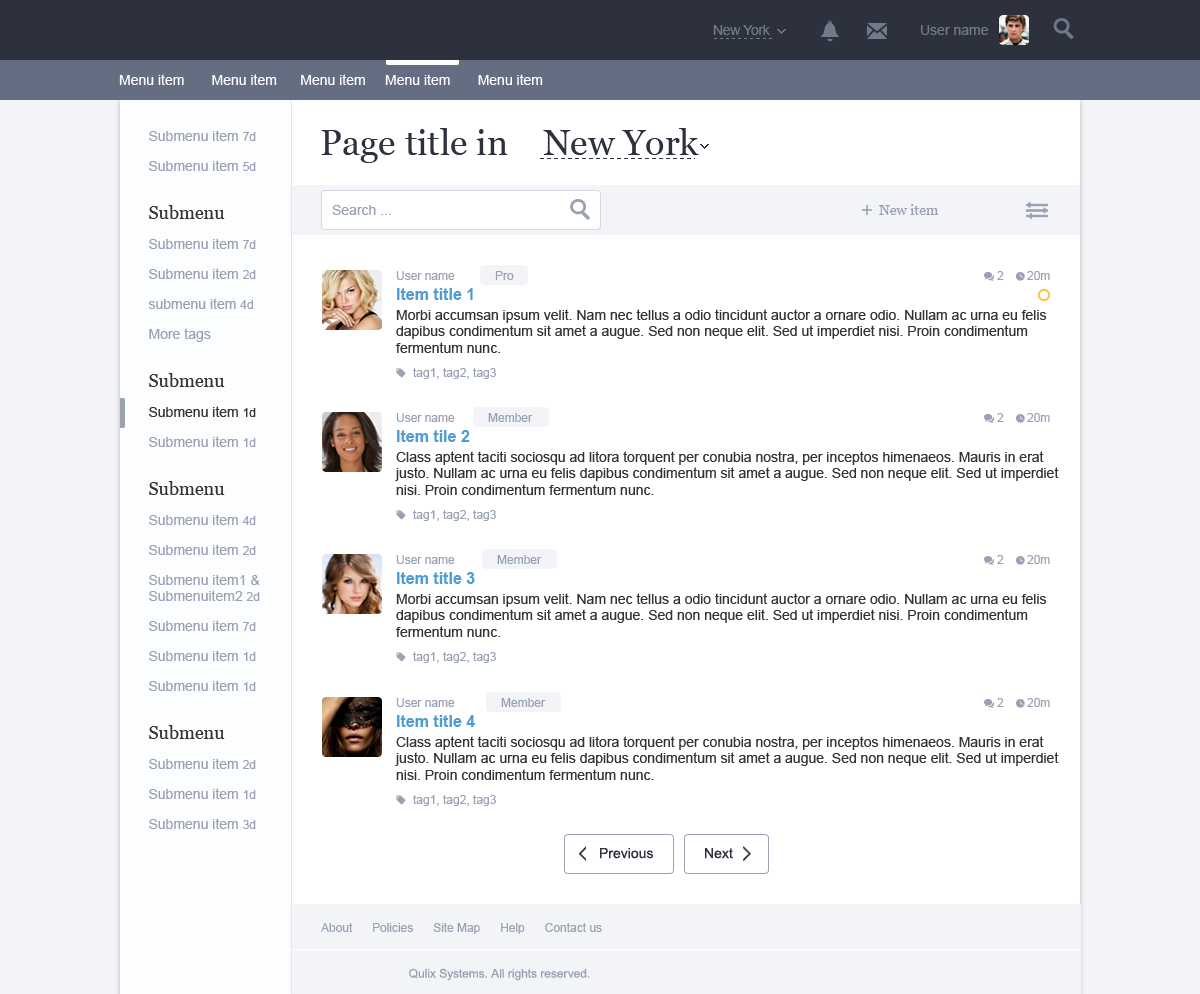 New York
User name
Menu item Menu item Menu item Menu item Menu item
Submenu item 7d
Submenu item 5d
Submenu
Submenu item 7d
Submenu item 2d
submenu item 4d
More tags
Submenu
Submenu item 1d
Submenu item 1d
Submenu
Submenu item 4d
Submenu item 2d
Submenu item1 &
Submenuitem2 2d
Submenu item 7d
Submenu item 1d
Submenu item 1d
Submenu
Submenu item 2d
Submenu item 1d
Submenu item 3d
Page title in New York
Search ...
+ New item
User name Pro 2 20m
Item title 1
Morbi accumsan ipsum velit. Nam nec tellus a odio tincidunt auctor a ornare odio. Nullam ac urna eu felis
dapibus condimentum sit amet a augue. Sed non neque elit. Sed ut imperdiet nisi. Proin condimentum
fermentum nunc.
tag1, tag2, tag3
User name Member 2 20m
Item tile 2
Class aptent taciti sociosqu ad litora torquent per conubia nostra, per inceptos himenaeos. Mauris in erat
justo. Nullam ac urna eu felis dapibus condimentum sit amet a augue. Sed non neque elit. Sed ut imperdiet
nisi. Proin condimentum fermentum nunc.
tag1, tag2, tag3
User name Member 2 20m
Item title 3
Morbi accumsan ipsum velit. Nam nec tellus a odio tincidunt auctor a ornare odio. Nullam ac urna eu felis
dapibus condimentum sit amet a augue. Sed non neque elit. Sed ut imperdiet nisi. Proin condimentum
fermentum nunc.
tag1, tag2, tag3
User name Member 2 20m
Item title 4
Class aptent taciti sociosqu ad litora torquent per conubia nostra, per inceptos himenaeos. Mauris in erat
justo. Nullam ac urna eu felis dapibus condimentum sit amet a augue. Sed non neque elit. Sed ut imperdiet
nisi. Proin condimentum fermentum nunc.
tag1, tag2, tag3
Previous Next
About Policies Site Map Help Contact us
Qulix Systems. All rights reserved.